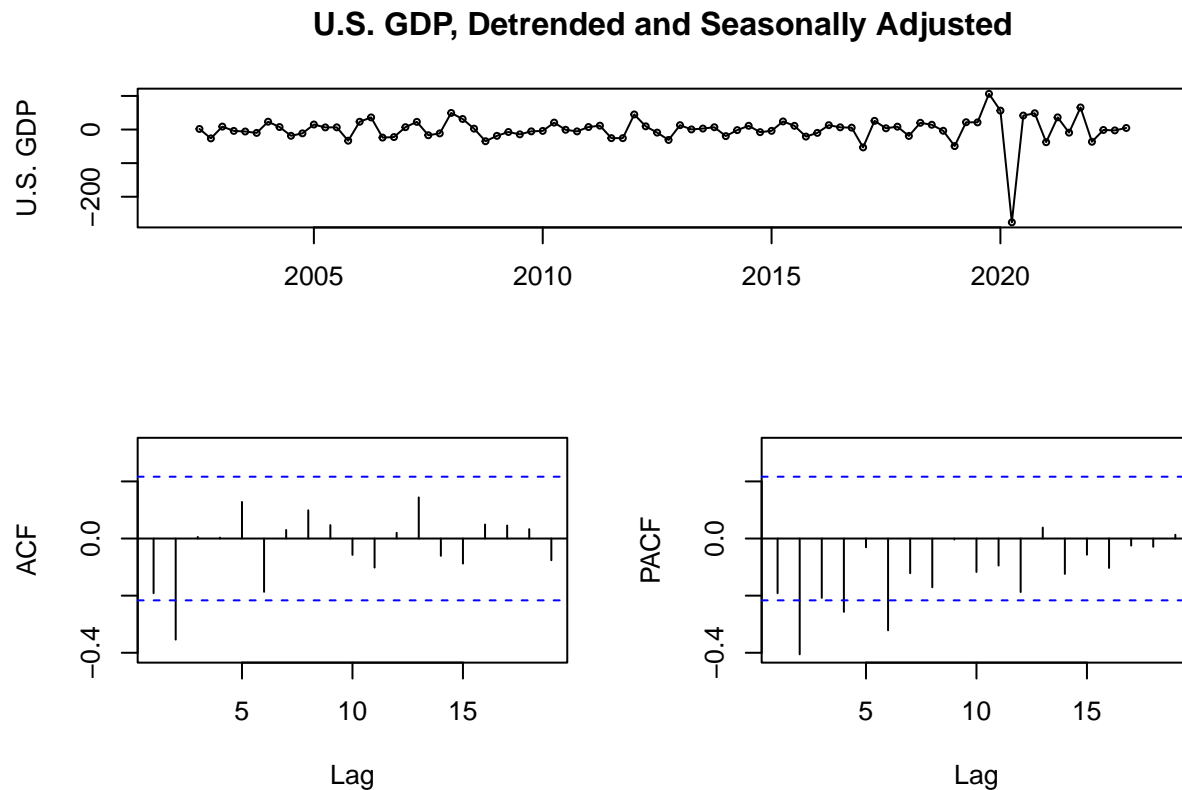 U.S. GDP, Detrended and Seasonally Adjusted
U.S. GDP
0
−200
2005 2010 2015 2020
ACF
0.0
−0.4
5 10 15
Lag
PACF
0.0
−0.4
5 10 15
Lag